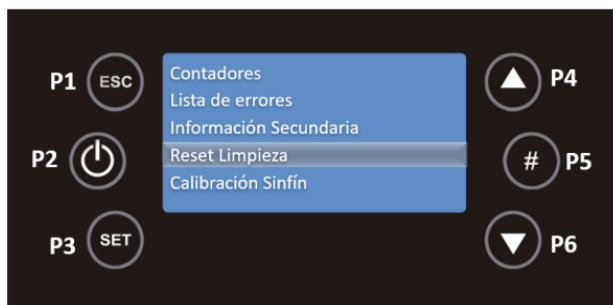 P1 ESC
Contadores
Lista de errores
Información Secundaria
Reset Limpieza
Calibración Sinfín
P4
P2
# P5
P3 SET
P6